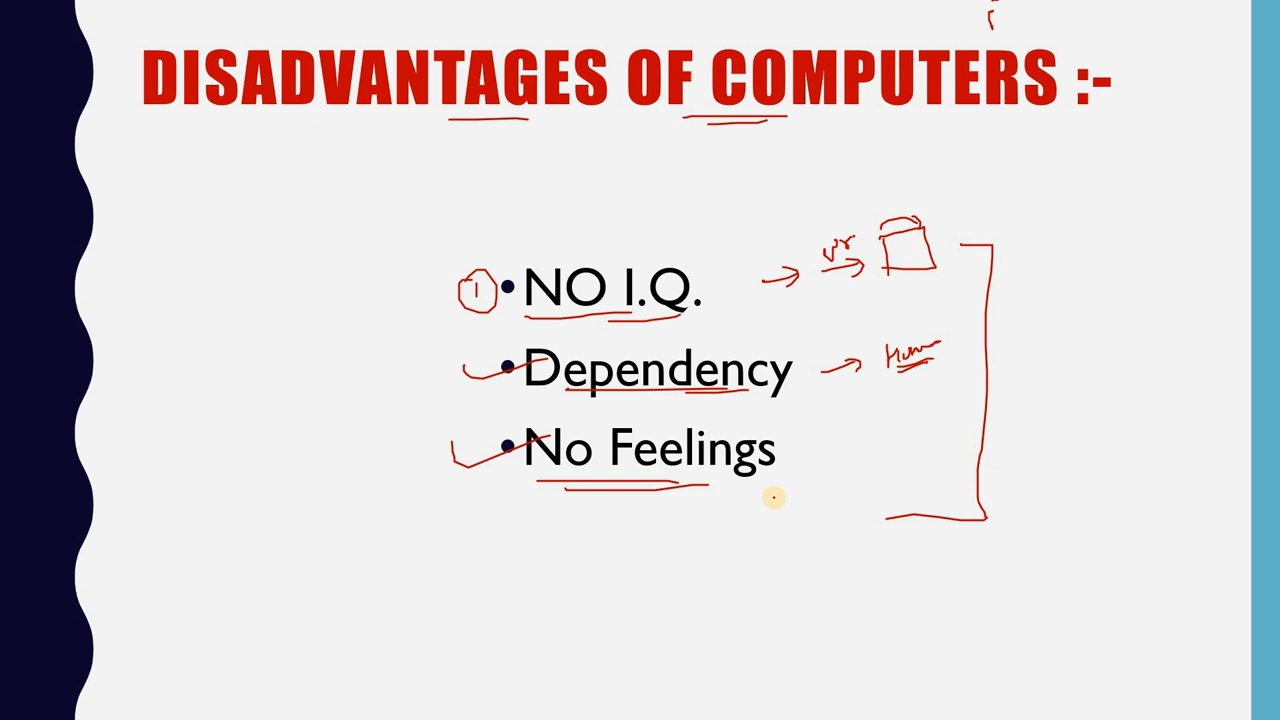 DISADVANTAGES OF COMPUTERS :-
1 • NO I.Q.
• Dependency
• No Feelings